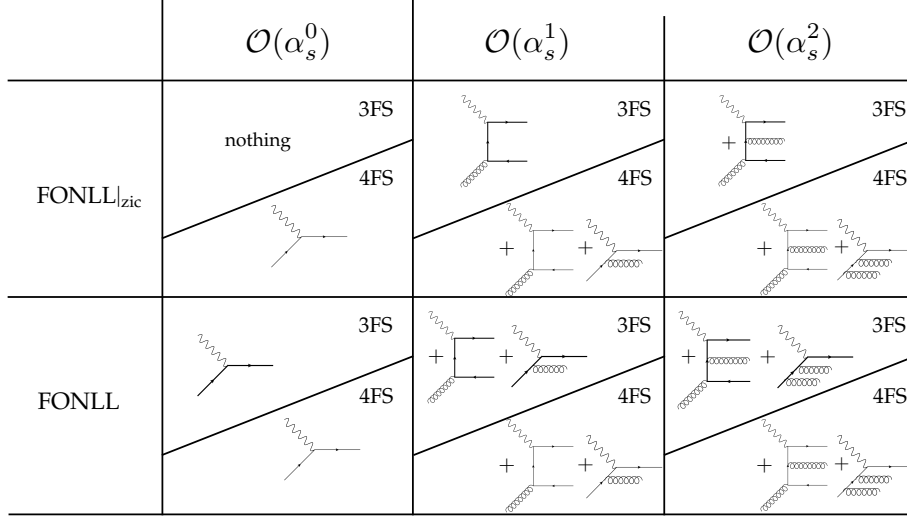 𝒪(α_s^0) 𝒪(α_s^1) 𝒪(α_s^2)
FONLL|zic
nothing 3FS
4FS
3FS
+ + 4FS
+ 3FS
+ + 4FS
FONLL
3FS
4FS
+ + 3FS
+ + 4FS
+ + 3FS
+ + 4FS